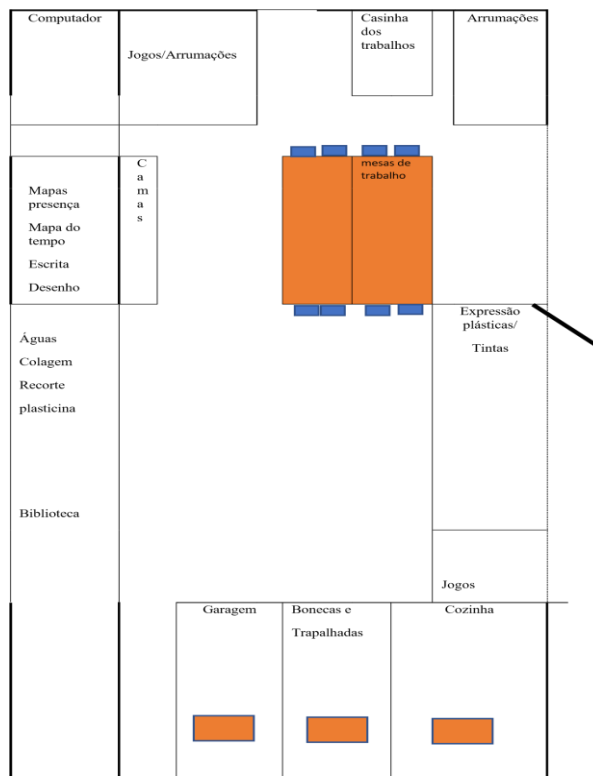 Computador
Jogos/Arrumações
Casinha
dos
trabalhos
Arrumações
C
a
m
a
s
mesas de
trabalho
Mapas
presença
Mapa do
tempo
Escrita
Desenho
Expressão
plásticas/
Tintas
Águas
Colagem
Recorte
plasticina
Biblioteca
Jogos
Garagem
Bonecas e
Trapalhadas
Cozinha